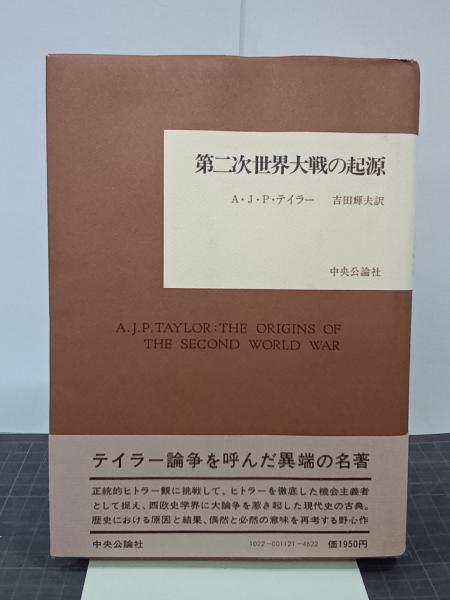 第二次世界大戦の起源
A・J・P・テイラー 吉田輝夫訳
中央公論社
A.J.P.TAYLOR:THE ORIGINS OF
THE SECOND WORLD WAR
テイラー論争を呼んだ異端の名著
正統的ヒトラー観に挑戦して、ヒトラーを徹底した機会主義者
として捉え、西欧史学界に大論争を惹き起した現代史の古典。
歴史における原因と結果、偶然と必然の意味を再考する野心作
中央公論社 1022-001121-4622 価1950円